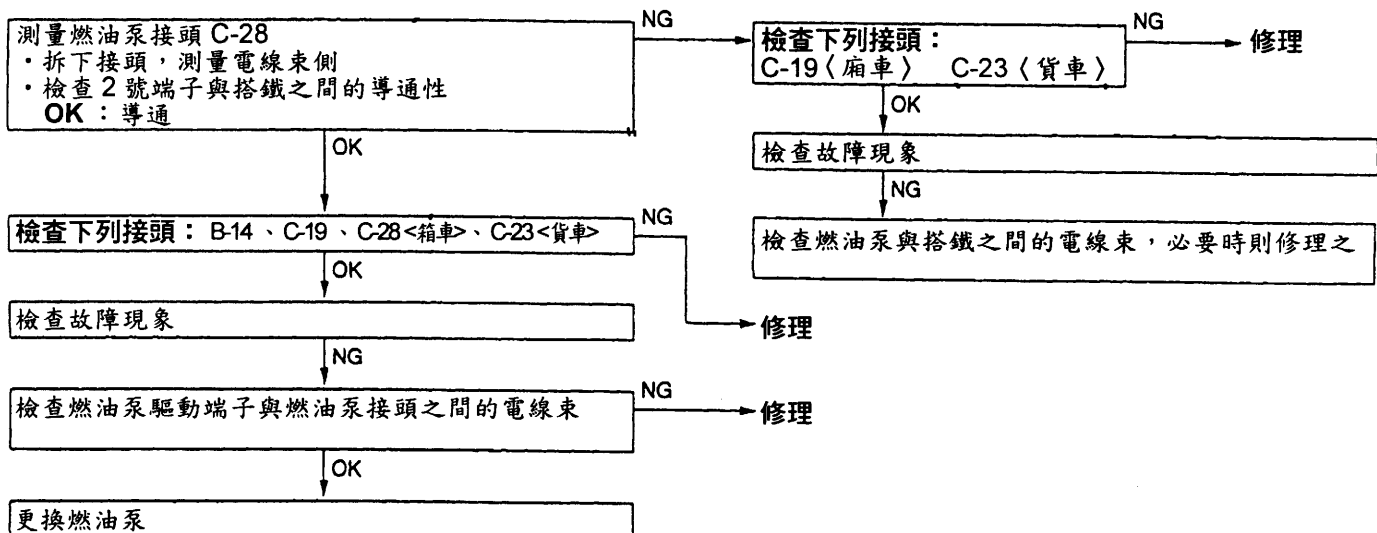 測量燃油泵接頭 C-28
・拆下接頭,測量電線束側
・檢查 2 號端子與搭鐵之間的導通性
OK :導通
NG
檢查下列接頭:
C-19〈廂車〉 C-23〈貨車〉
NG
修理
OK
檢查故障現象
NG
檢查燃油泵與搭鐵之間的電線束,必要時則修理之
OK
檢查下列接頭: B-14 、C-19 、C-28<箱車>、C-23<貨車>
NG
修理
OK
檢查故障現象
NG
檢查燃油泵驅動端子與燃油泵接頭之間的電線束
NG
修理
OK
更換燃油泵